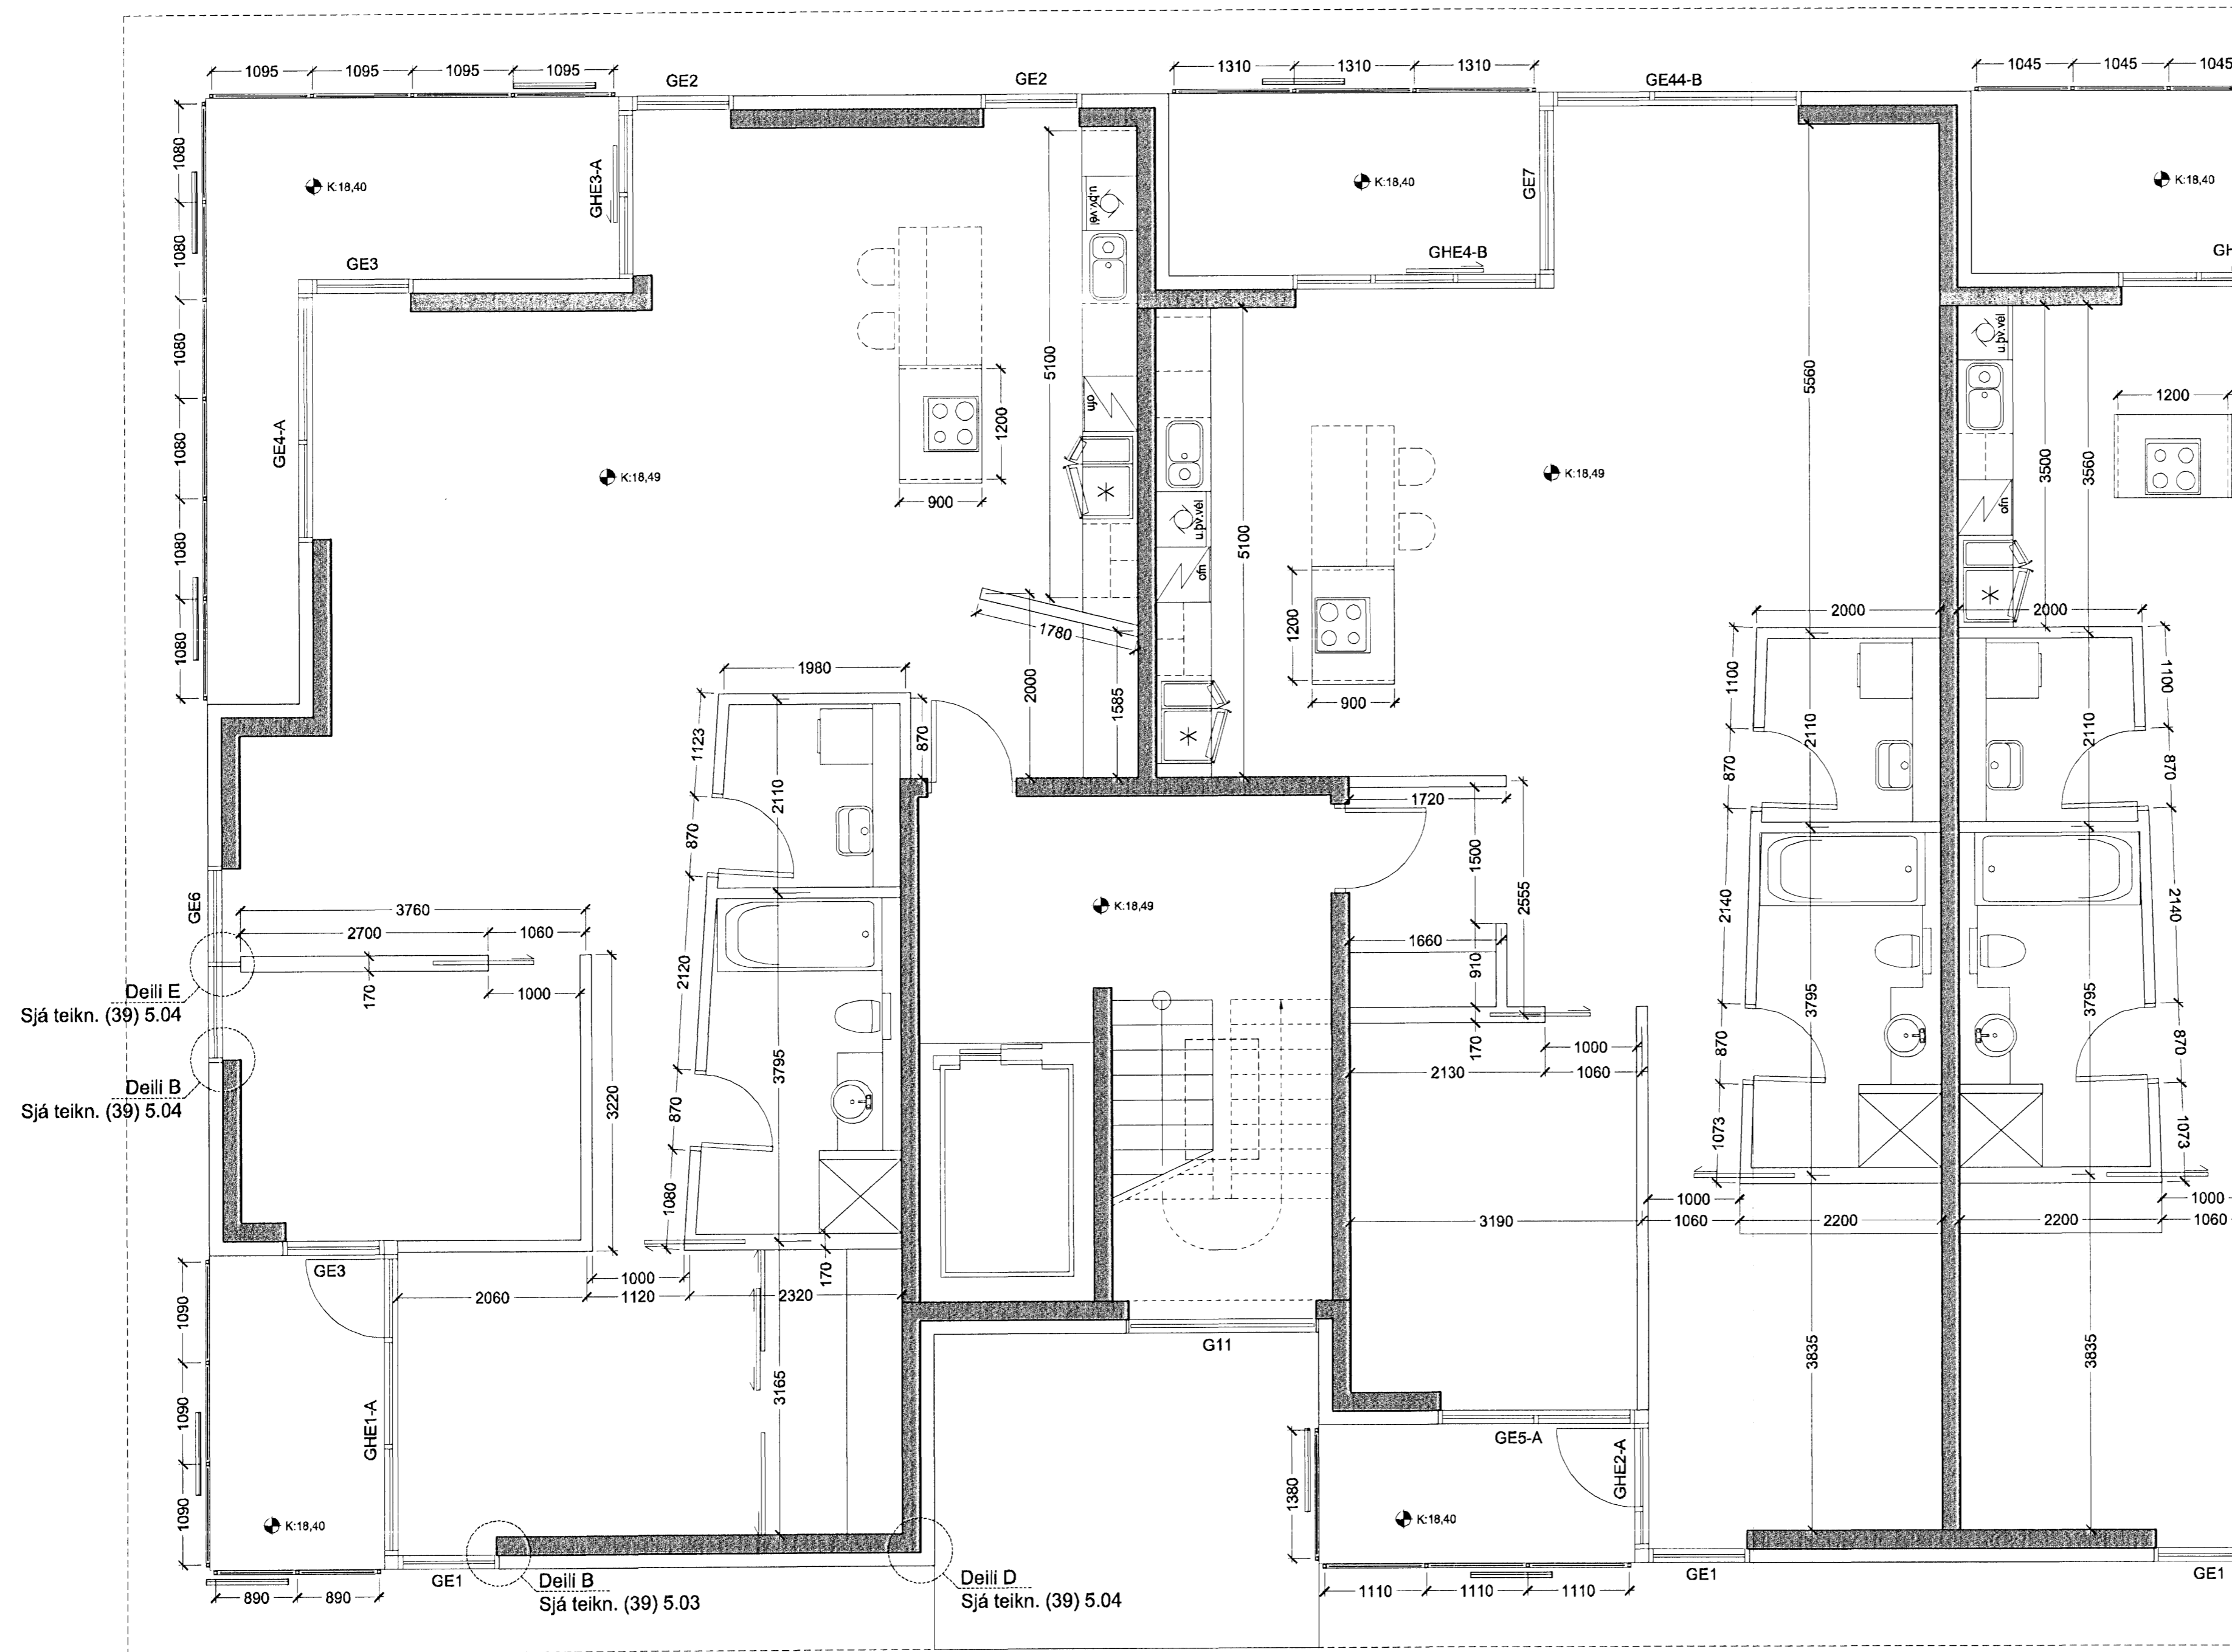 1095 1095 1095 1095 GE2 GE2 1310 1310 1310 GE44-B 1045 1045 1045
1080
1080
1080
1080
1080
1080
K:18,40
GHE3-A
GE3
GE4-A
K:18,49
u.þv.vél
5100
ofn
1200
900
1780
2000
1585
K:18,40
GE7
GHE4-B
K:18,49
u.þv.vél
ofn
5100
1200
900
5560
K:18,40
GH
u.þv.vél
ofn
3500
3560
1200
1980
1123
870
2110
870
2120
3795
870
1080
2000
2000
1100
870
2110
2140
3795
870
1073
1100
870
2110
2140
3795
870
1073
GE6
3760
2700 1060
170
1000
3220
Deili E
Sjá teikn. (39) 5.04
Deili B
Sjá teikn. (39) 5.04
K:18,49
1720
1500
2555
1660
910
170
1000
2130 1060
1000
3190 1060 2200 2200 1060
1000
GE3
1000
2060 1120 2320
170
3165
G11
3835
3835
1090
1090
1090
GHE1-A
K:18,40
GE5-A
GHE2-A
1380
K:18,40
GE1
890 890
Deili B
Sjá teikn. (39) 5.03
Deili D
Sjá teikn. (39) 5.04
1110 1110 1110
GE1
GE1